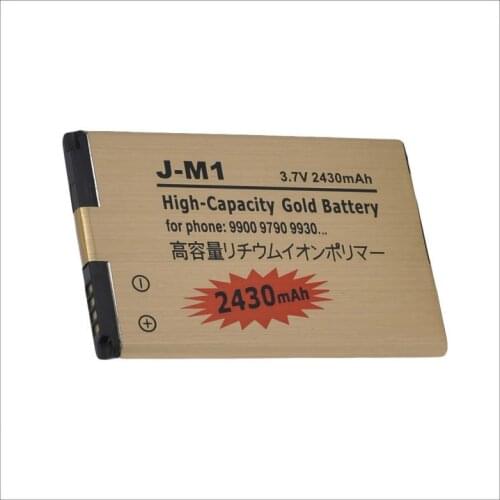 J-M1
3.7V 2430mAh
High-Capacity Gold Battery
for phone: 9900 9790 9930...
高容量リチウムイオンポリマー
2430mAh